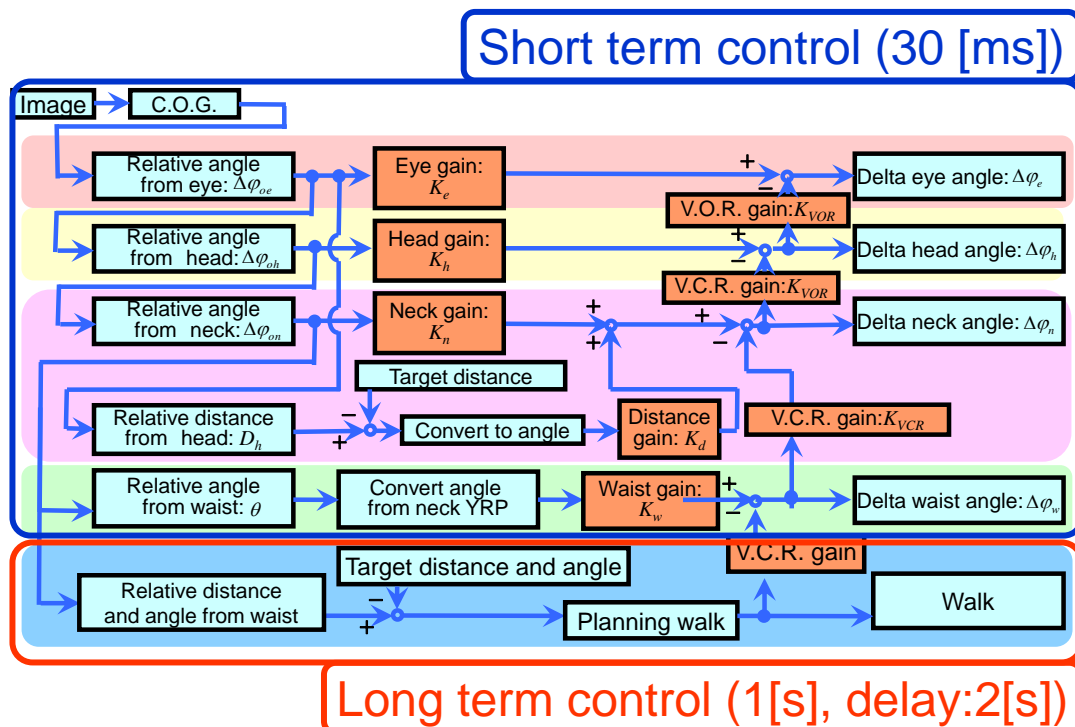 Short term control (30 [ms])
Image
C.O.G.
Relative angle
from eye: Δφoe
Eye gain:
Ke
+
−
Delta eye angle: Δφe
V.O.R. gain:KVOR
Relative angle
from head: Δφoh
Head gain:
Kh
+
−
Delta head angle: Δφh
V.C.R. gain:KVOR
Relative angle
from neck: Δφon
Neck gain:
Kn
+
+
+
−
Delta neck angle: Δφn
Target distance
Relative distance
from head: Dh
−
+
Convert to angle
Distance
gain: Kd
V.C.R. gain:KVCR
Relative angle
from waist: θ
Convert angle
from neck YRP
Waist gain:
Kw
+
−
Delta waist angle: Δφw
V.C.R. gain
Target distance and angle
Relative distance
and angle from waist
−
+
Planning walk
Walk
Long term control (1[s], delay:2[s])